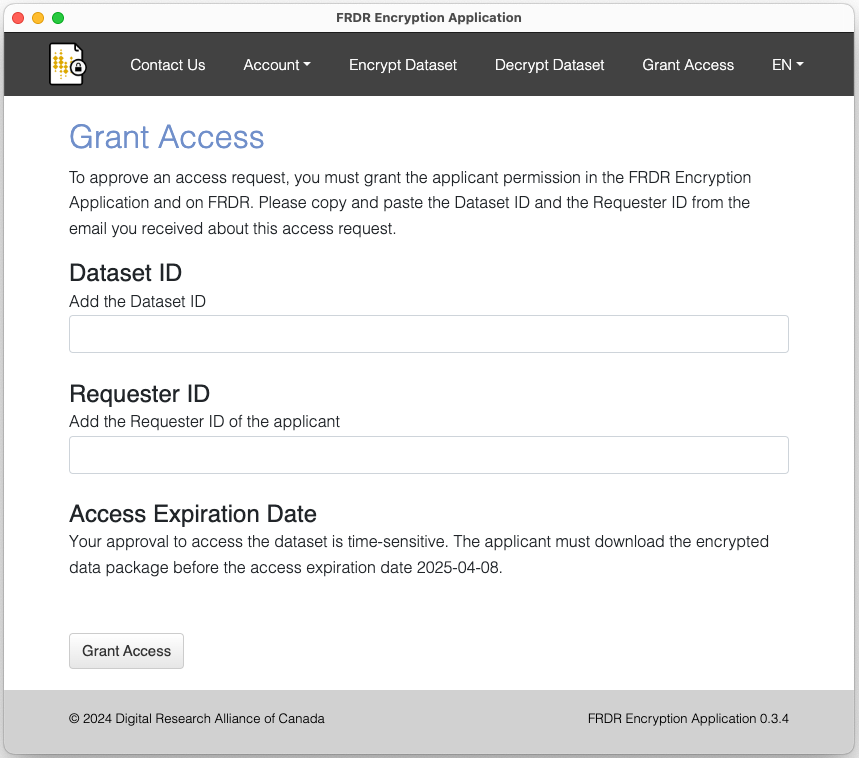 FRDR Encryption Application
Contact Us
Account
Encrypt Dataset
Decrypt Dataset
Grant Access
EN
Grant Access
To approve an access request, you must grant the applicant permission in the FRDR Encryption
Application and on FRDR. Please copy and paste the Dataset ID and the Requester ID from the
email you received about this access request.
Dataset ID
Add the Dataset ID
Requester ID
Add the Requester ID of the applicant
Access Expiration Date
Your approval to access the dataset is time-sensitive. The applicant must download the encrypted
data package before the access expiration date 2025-04-08.
Grant Access
© 2024 Digital Research Alliance of Canada
FRDR Encryption Application 0.3.4